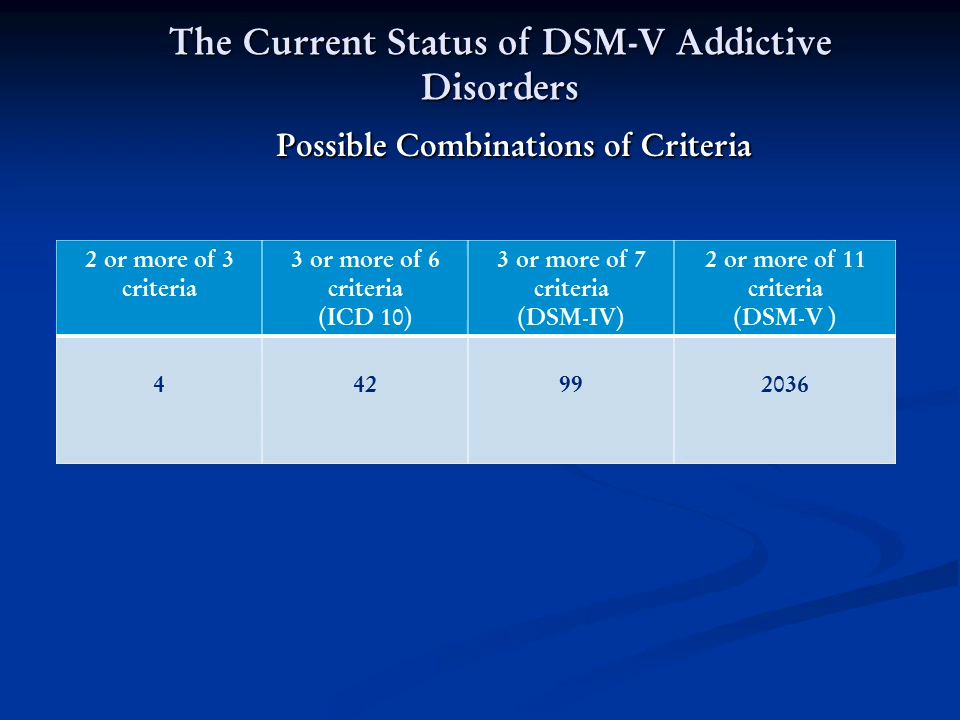 The Current Status of DSM-V Addictive
Disorders
Possible Combinations of Criteria
2 or more of 3
criteria
3 or more of 6
criteria
(ICD 10)
3 or more of 7
criteria
(DSM-IV)
2 or more of 11
criteria
(DSM-V )
4
42
99
2036